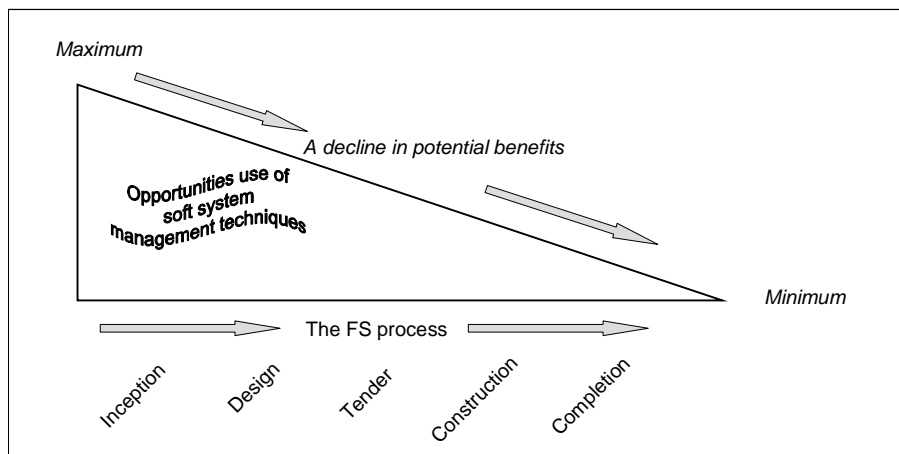 Maximum
A decline in potential benefits
Opportunities use of
soft system
management techniques
Minimum
The FS process
Inception
Design
Tender
Construction
Completion